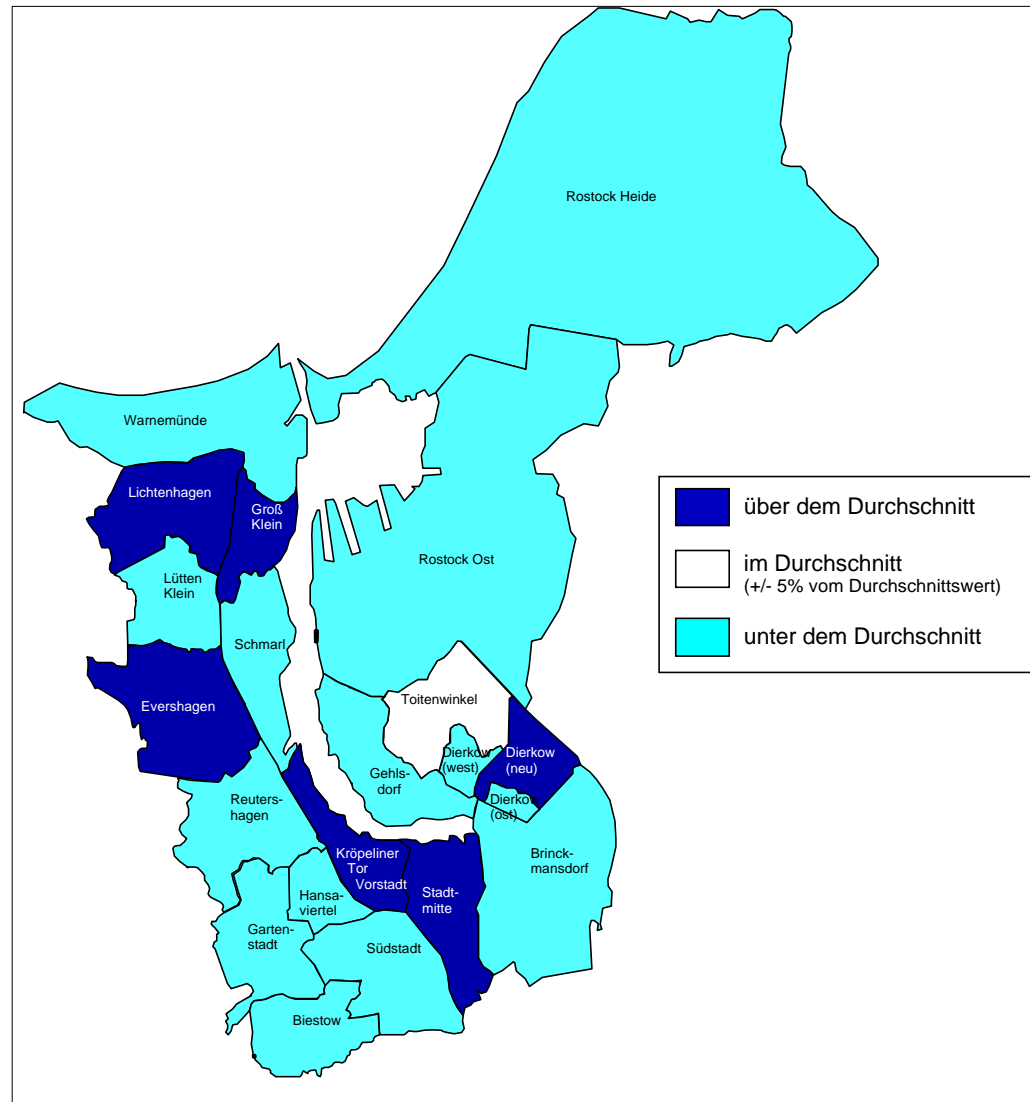 Rostock Heide
Warnemünde
Lichtenhagen
Groß
Klein
Rostock Ost
Lütten
Klein
Schmarl
Toitenwinkel
Evershagen
Dierkow
(west)
Dierkow
(neu)
Gehls-
dorf
Dierkow
(ost)
Reuters-
hagen
Kröpeliner
Tor
Vorstadt
Brinck-
mansdorf
Hansa-
viertel
Stadt-
mitte
Garten-
stadt
Südstadt
Biestow
über dem Durchschnitt
im Durchschnitt
(+/- 5% vom Durchschnittswert)
unter dem Durchschnitt